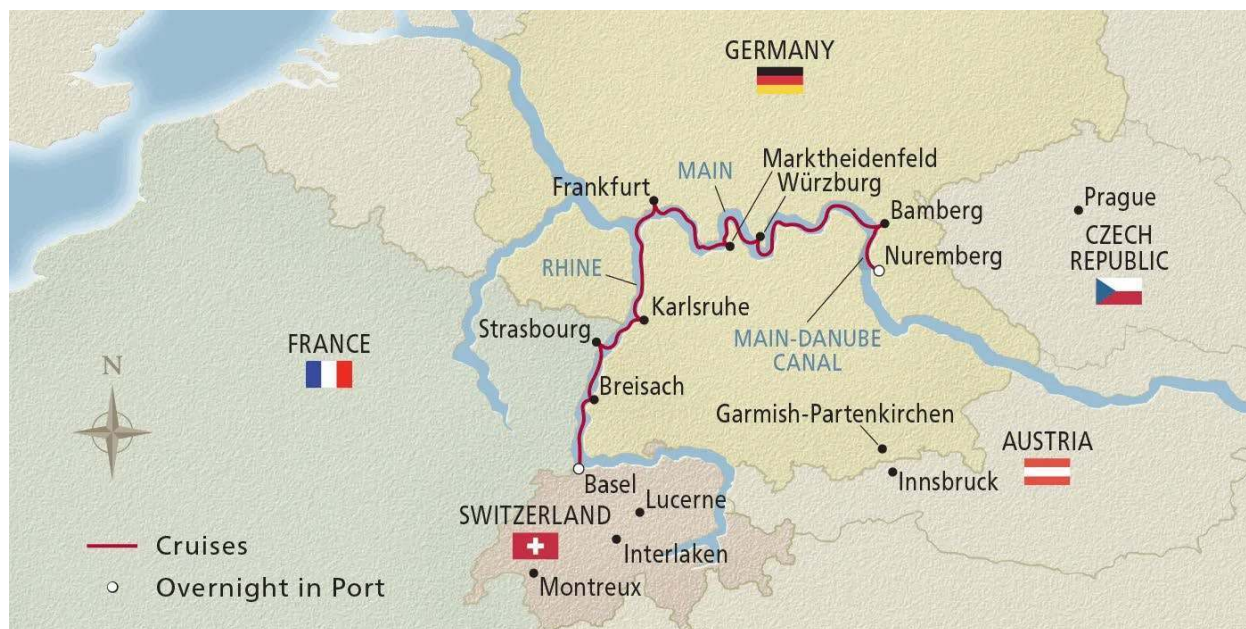 GERMANY
Marktheidenfeld
MAIN
Würzburg
Frankfurt
Prague
Bamberg
CZECH
REPUBLIC
Nuremberg
RHINE
Karlsruhe
Strasbourg
MAIN-DANUBE
CANAL
FRANCE
N
Breisach
Garmish-Partenkirchen
AUSTRIA
Innsbruck
Basel
Lucerne
SWITZERLAND
Interlaken
Montreux
Cruises
Overnight in Port